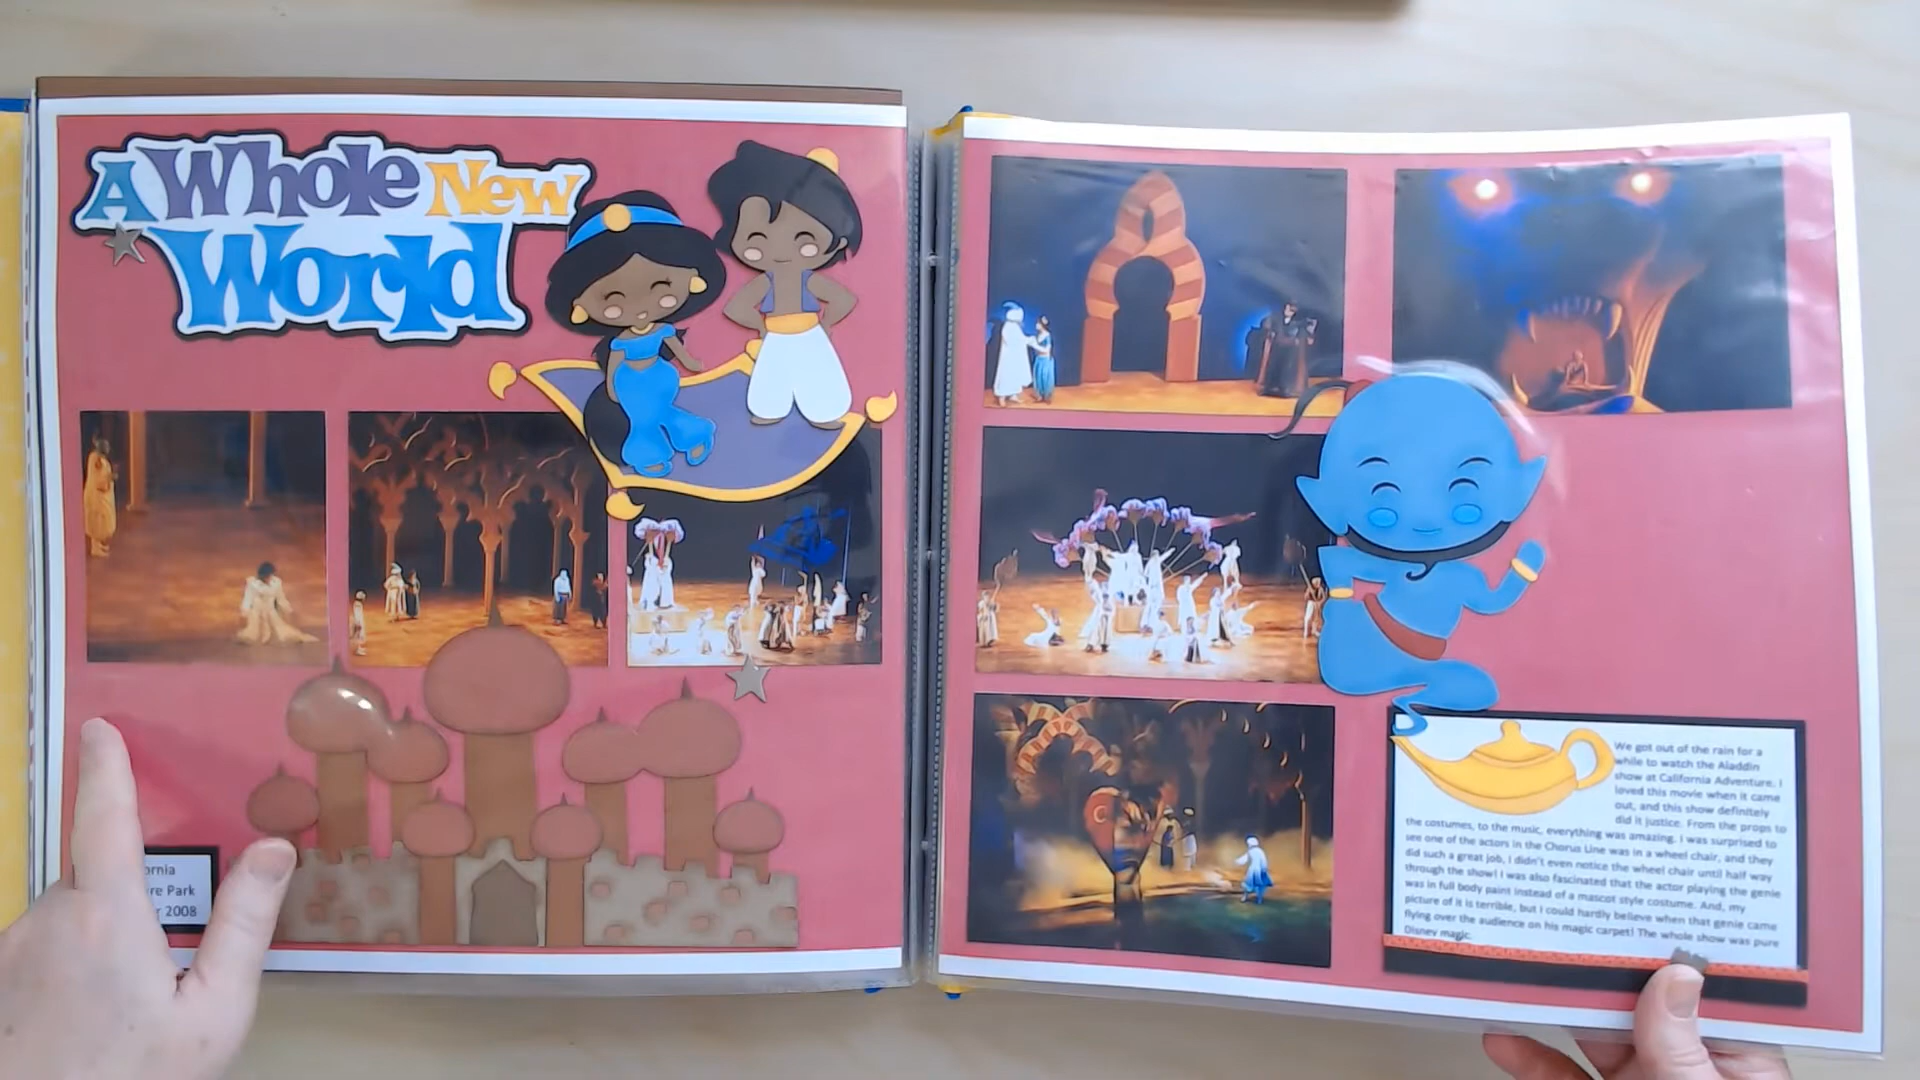 A Whole New
World
ornia
re Park
r 2008
We got out of the rain for a
while to watch the Aladdin
show at California Adventure. I
loved this movie when it came
out, and this show definitely
did it justice. From the props to
the costumes, to the music, everything was amazing. I was surprised to
see one of the actors in the Chorus Line was in a wheel chair, and they
did such a great job, I didn't even notice the wheel chair until half way
through the show! I was also fascinated that the actor playing the genie
was in full body paint instead of a mascot style costume. And, my
picture of it is terrible, but I could hardly believe when that genie came
flying over the audience on his magic carpet! The whole show was pure
Disney magic.